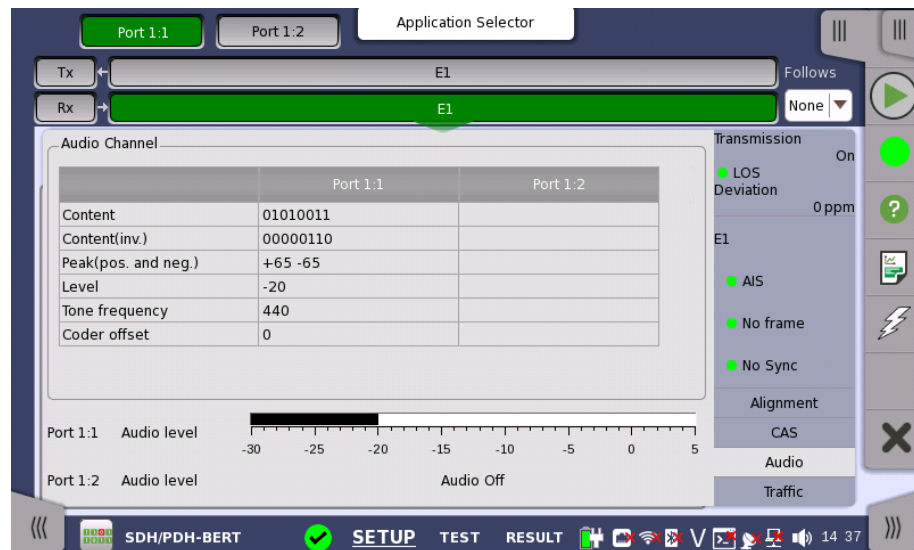 Application Selector
Port 1:1 Port 1:2
Tx E1 Follows
Rx E1 None
Audio Channel
Port 1:1 Port 1:2
Content 01010011
Content(inv.) 00000110
Peak(pos. and neg.) +65 -65
Level -20
Tone frequency 440
Coder offset 0
Port 1:1 Audio level
-30 -25 -20 -15 -10 -5 0 5
Port 1:2 Audio level Audio Off
Transmission
On
LOS
Deviation
0 ppm
E1
AIS
No frame
No Sync
Alignment
CAS
Audio
Traffic
SDH/PDH-BERT SETUP TEST RESULT V 14 37